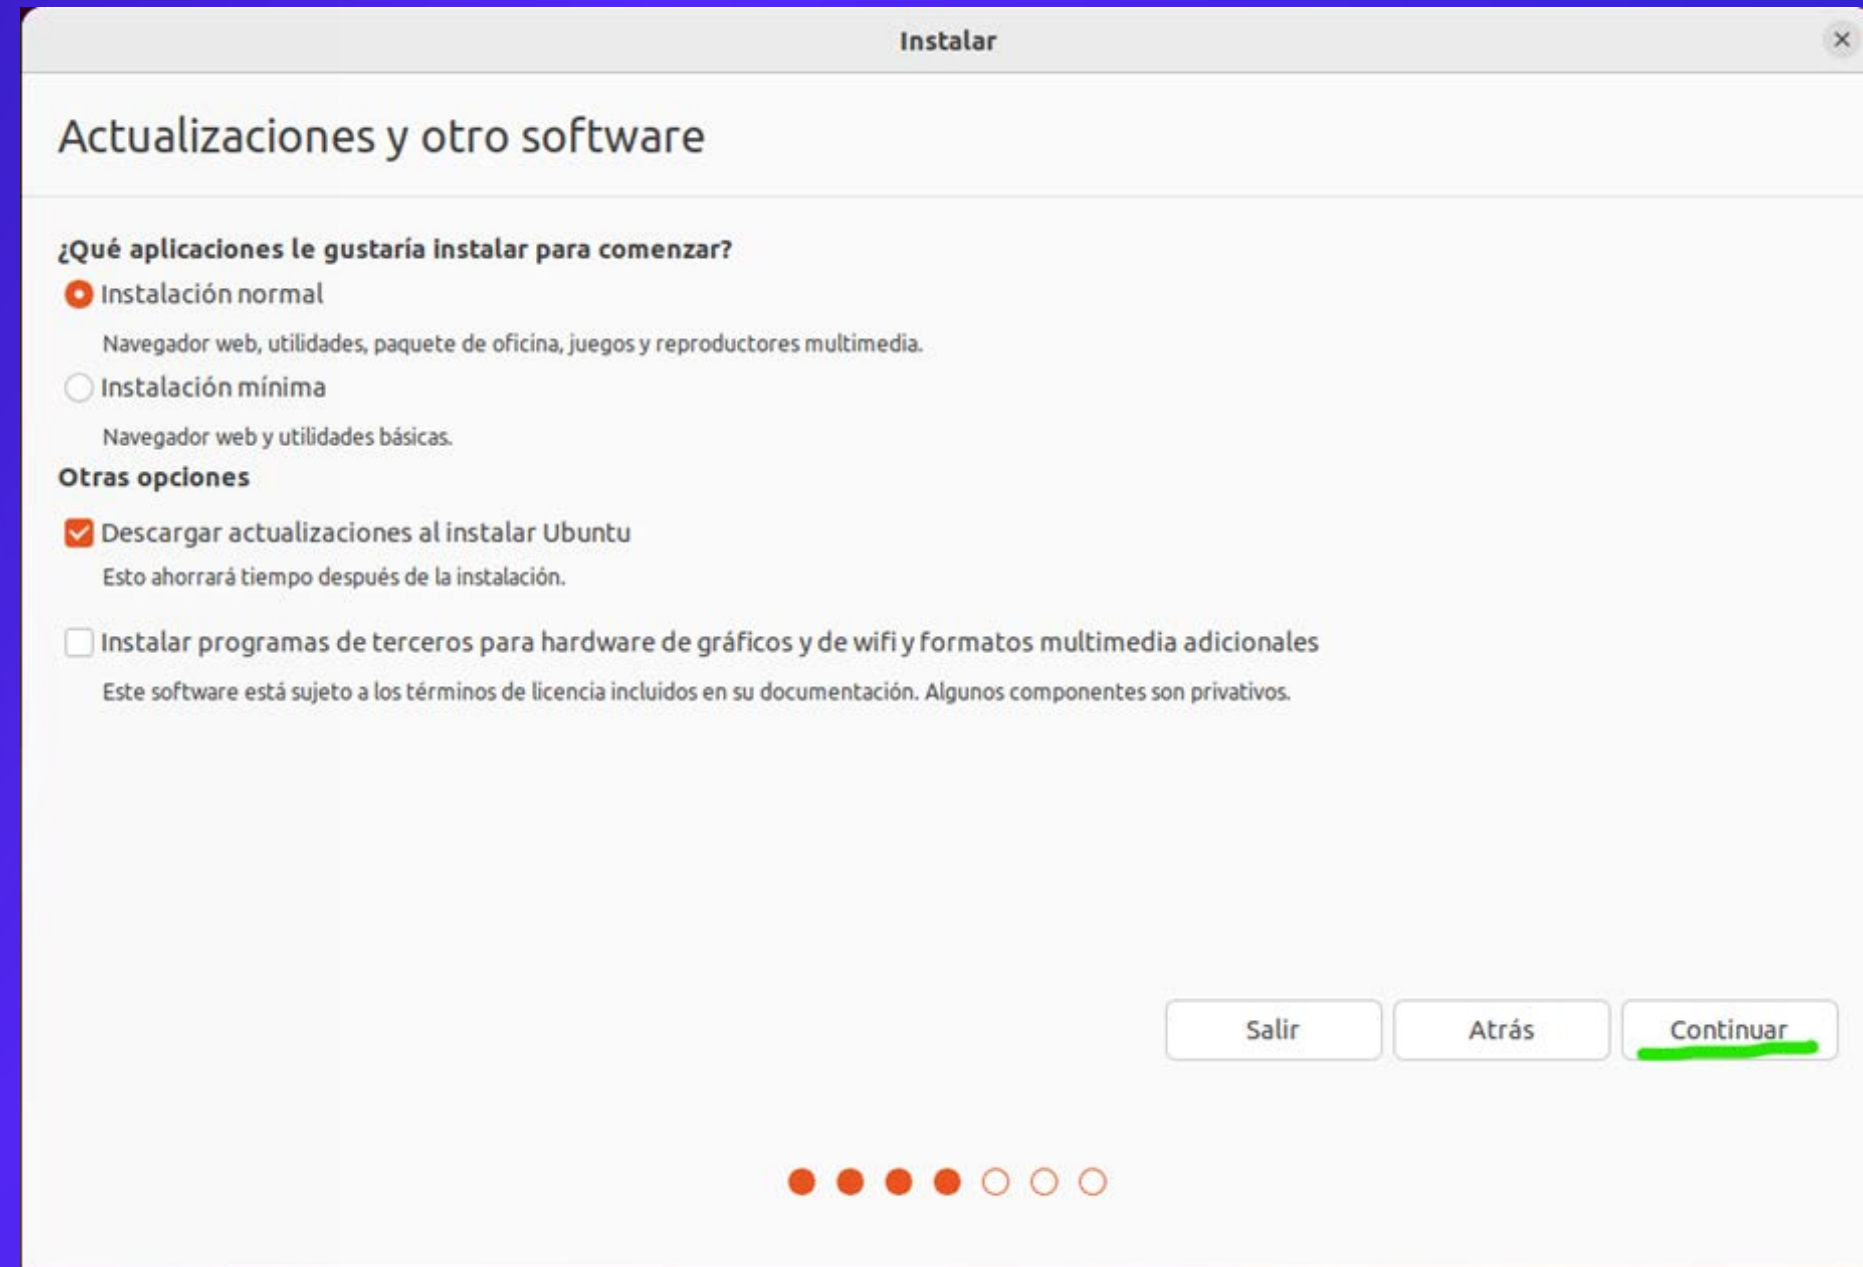 Instalar
Actualizaciones y otro software
¿Qué aplicaciones le gustaría instalar para comenzar?
Instalación normal
Navegador web, utilidades, paquete de oficina, juegos y reproductores multimedia.
Instalación mínima
Navegador web y utilidades básicas.
Otras opciones
Descargar actualizaciones al instalar Ubuntu
Esto ahorrará tiempo después de la instalación.
Instalar programas de terceros para hardware de gráficos y de wifi y formatos multimedia adicionales
Este software está sujeto a los términos de licencia incluidos en su documentación. Algunos componentes son privativos.
Salir Atrás Continuar